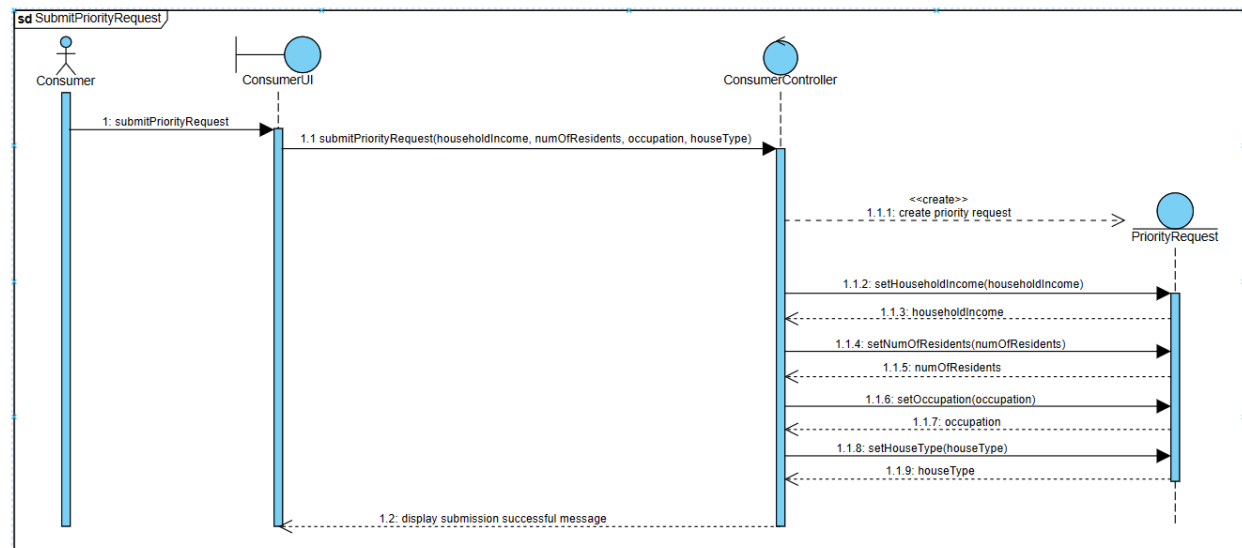 sd SubmitPriorityRequest
Consumer
ConsumerUI
ConsumerController
1: submitPriorityRequest
1.1 submitPriorityRequest(householdIncome, numOfResidents, occupation, houseType)
<<create>>
1.1.1: create priority request
PriorityRequest
1.1.2: setHouseholdIncome(householdIncome)
1.1.3: householdIncome
1.1.4: setNumOfResidents(numOfResidents)
1.1.5: numOfResidents
1.1.6: setOccupation(occupation)
1.1.7: occupation
1.1.8: setHouseType(houseType)
1.1.9: houseType
1.2: display submission successful message